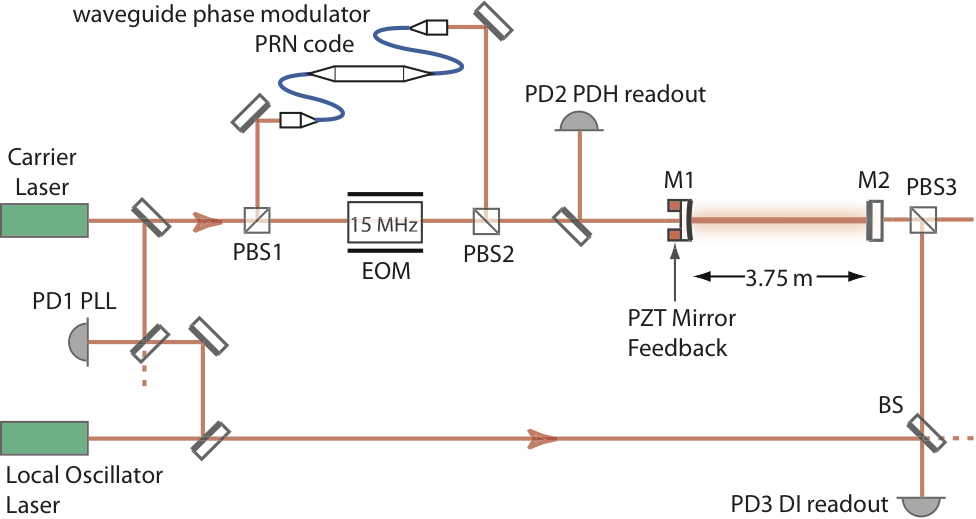 waveguide phase modulator
PRN code
PD2 PDH readout
Carrier
Laser
M1
M2
PBS3
15 MHz
PBS1
EOM
PBS2
3.75 m
PD1 PLL
PZT Mirror
Feedback
BS
Local Oscillator
Laser
PD3 DI readout